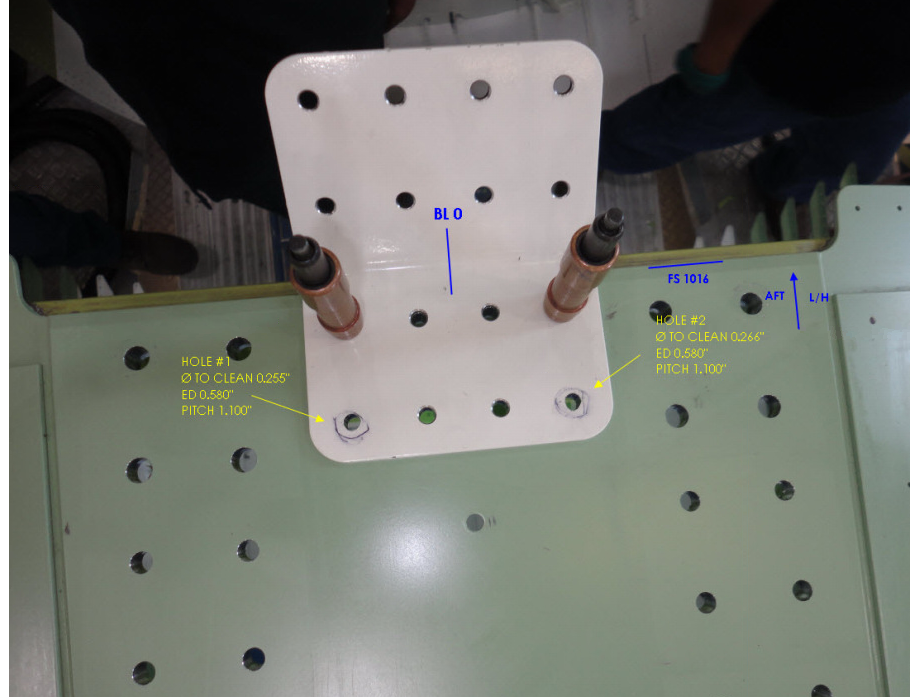 BL 0
FS 1016
AFT
L/H
HOLE #1
Ø TO CLEAN 0.255"
ED 0.580"
PITCH 1.100"
HOLE #2
Ø TO CLEAN 0.266"
ED 0.580"
PITCH 1.100"